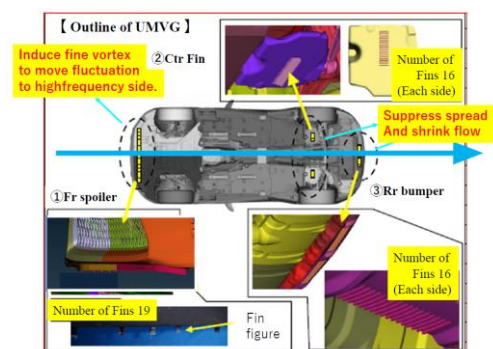 【 Outline of UMVG 】
Induce fine vortex
to move fluctuation
to highfrequency side.
②Ctr Fin
Number of
Fins 16
(Each side)
Suppress spread
And shrink flow
①Fr spoiler
③Rr bumper
Number of Fins 19
Fin
figure
Number of
Fins 16
(Each side)